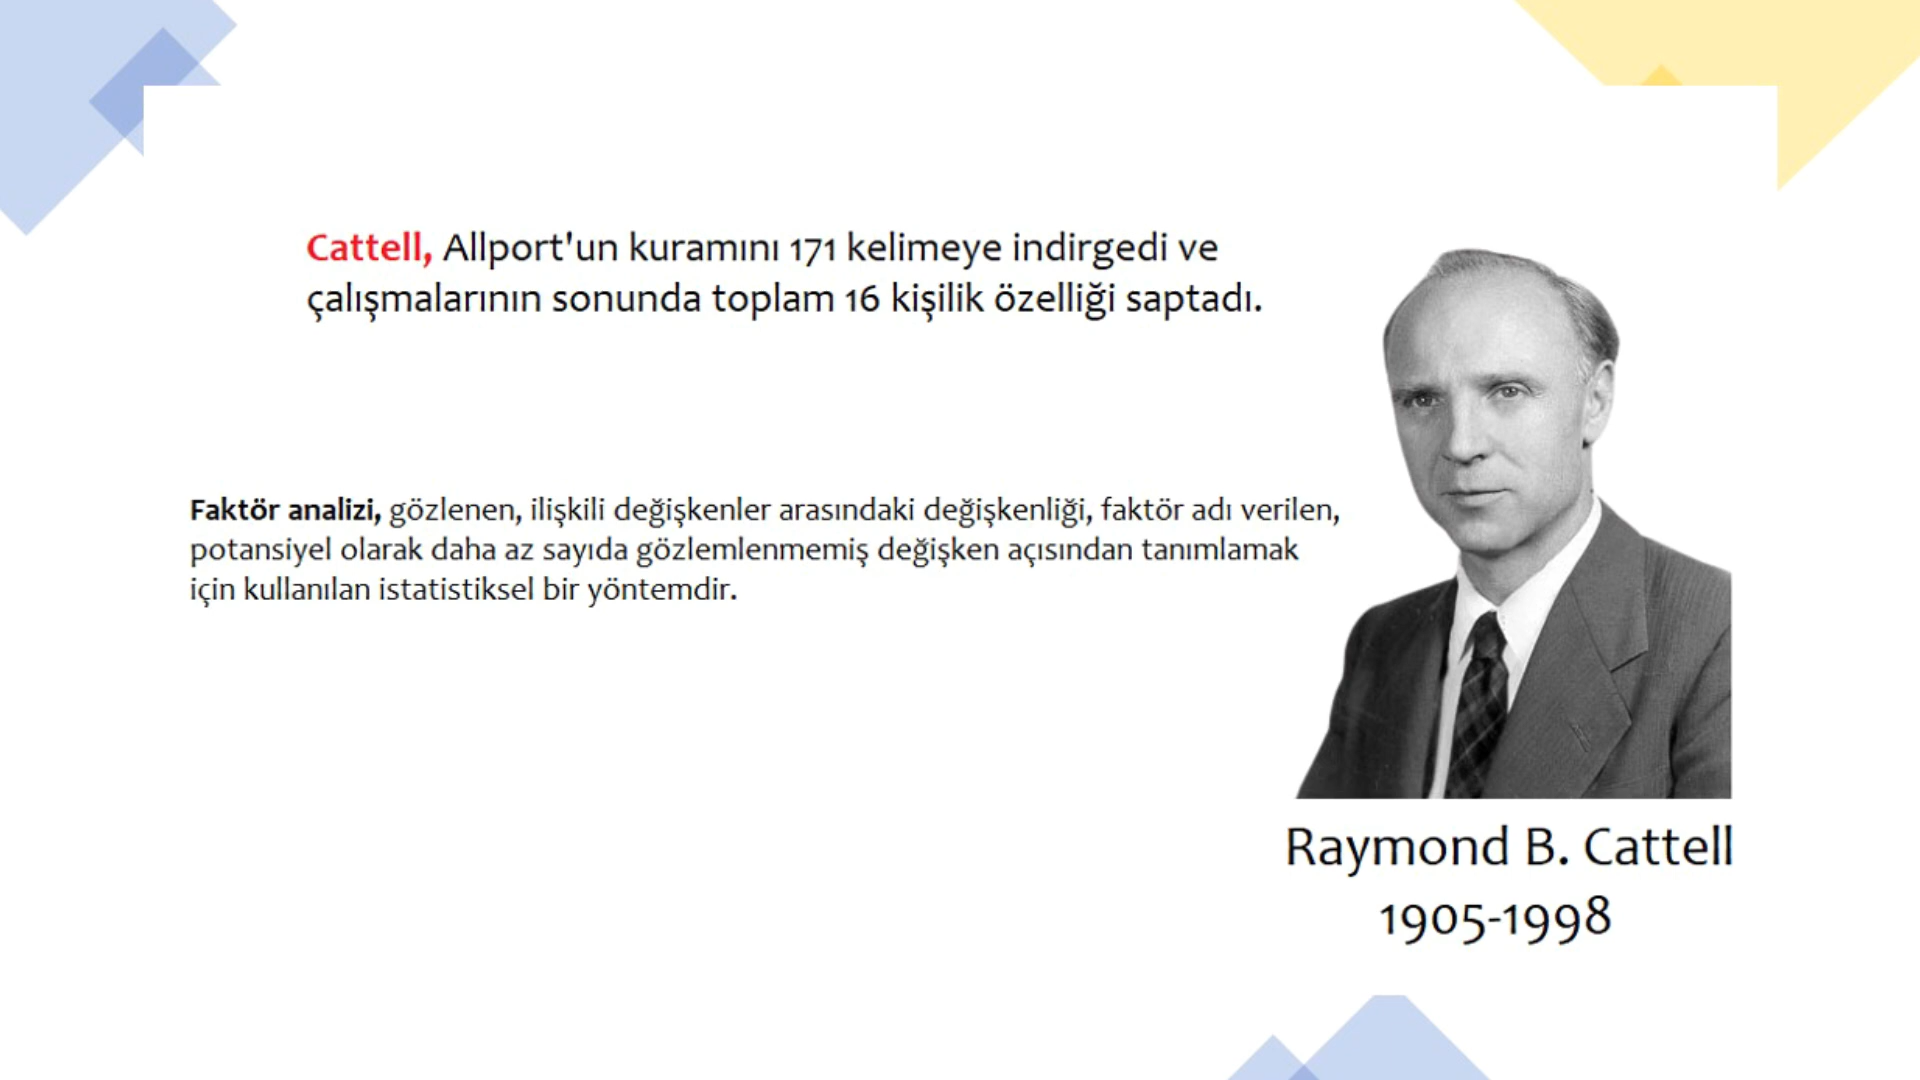 Cattell, Allport'un kuramını 171 kelimeye indirgedi ve
çalışmalarının sonunda toplam 16 kişilik özelliği saptadı.
Faktör analizi, gözlenen, ilişkili değişkenler arasındaki değişkenliği, faktör adı verilen,
potansiyel olarak daha az sayıda gözlemlenmemiş değişken açısından tanımlamak
için kullanılan istatistiksel bir yöntemdir.
Raymond B. Cattell
1905-1998